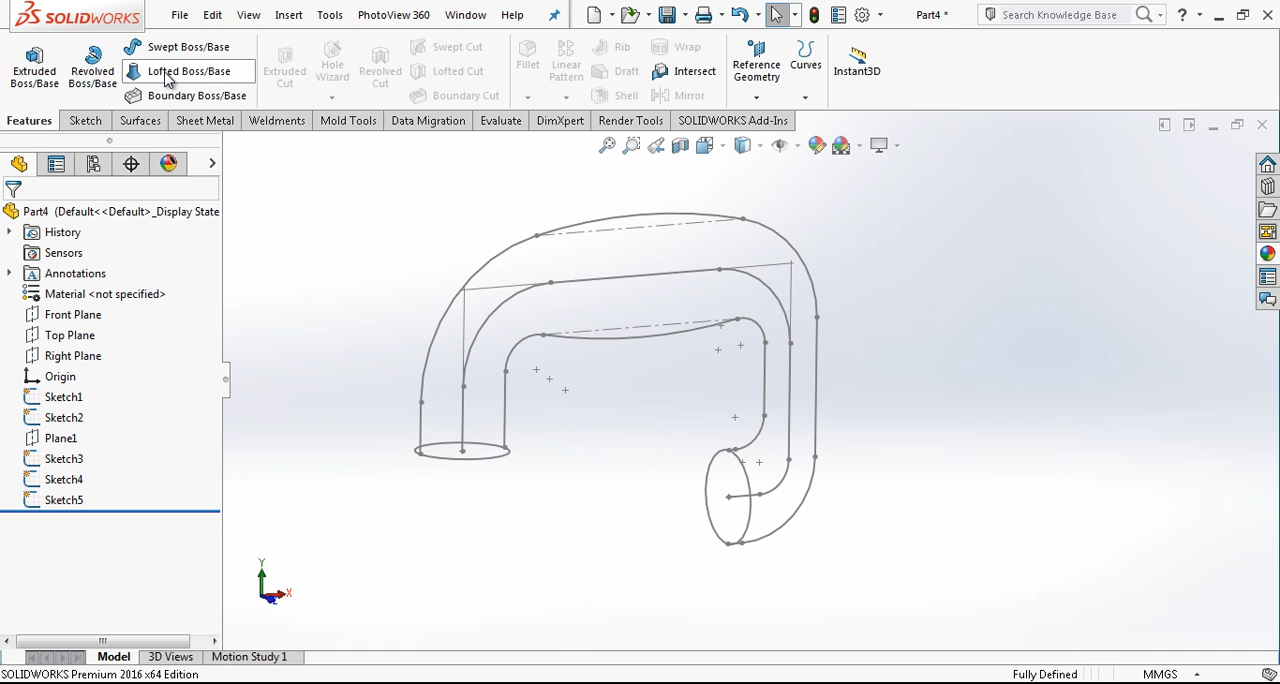 SOLIDWORKS File Edit View Insert Tools PhotoView 360 Window Help Part4 * Search Knowledge Base ?
Extruded Boss/Base
Revolved Boss/Base
Swept Boss/Base
Lofted Boss/Base
Boundary Boss/Base
Extruded Cut
Hole Wizard
Revolved Cut
Swept Cut
Lofted Cut
Boundary Cut
Fillet
Linear Pattern
Rib
Draft
Shell
Wrap
Intersect
Mirror
Reference Geometry
Curves
Instant3D
Features Sketch Surfaces Sheet Metal Weldments Mold Tools Data Migration Evaluate DimXpert Render Tools SOLIDWORKS Add-Ins
Part4 (Default<<Default>_Display State
History
Sensors
Annotations
Material <not specified>
Front Plane
Top Plane
Right Plane
Origin
Sketch1
Sketch2
Plane1
Sketch3
Sketch4
Sketch5
Y
X
Z
Model 3D Views Motion Study 1
SOLIDWORKS Premium 2016 x64 Edition Fully Defined MMGS